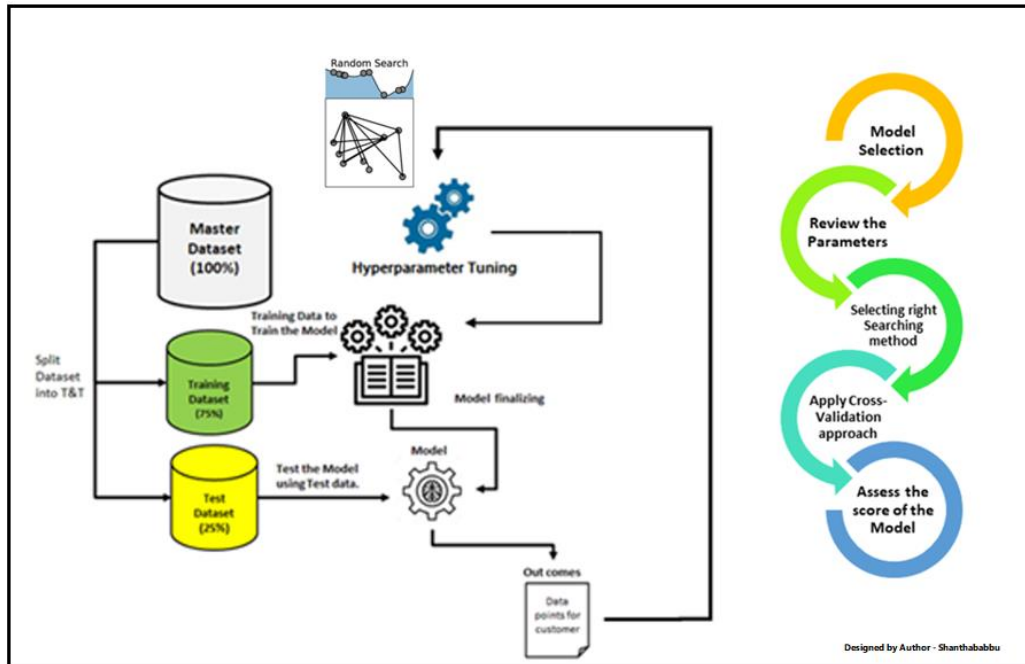 Random Search
Master
Dataset
(100%)
Hyperparameter Tuning
Training Data to
Train the Model
Split
Dataset
into T&T
Training
Dataset
(75%)
Model finalizing
Test the Model
using Test data.
Model
Test
Dataset
(25%)
Out comes
Data
points for
customer
Model
Selection
Review the
Parameters
Selecting right
Searching
method
Apply Cross-
Validation
approach
Assess the
score of the
Model
Designed by Author - Shanthababbu